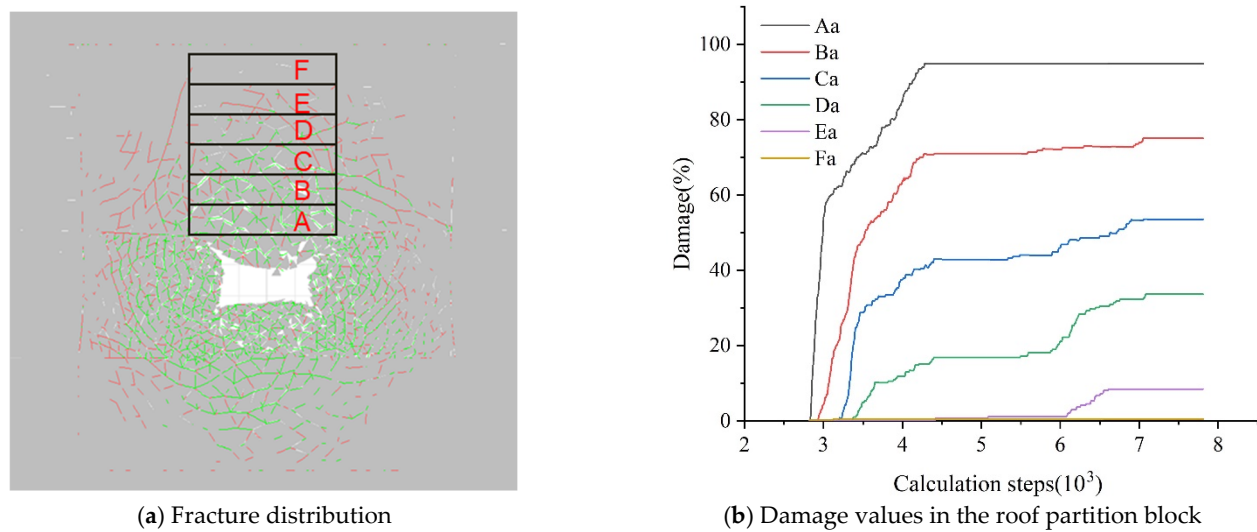 F
E
D
C
B
A
(a) Fracture distribution
Aa
Ba
Ca
Da
Ea
Fa
Damage(%)
100
80
60
40
20
0
2 3 4 5 6 7 8
Calculation steps(10³)
(b) Damage values in the roof partition block